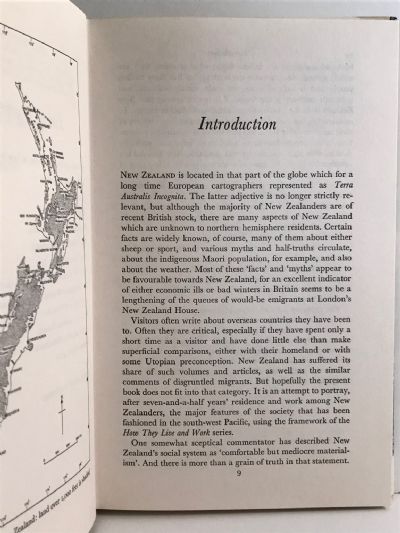 Introduction
NEW ZEALAND is located in that part of the globe which for a
long time European cartographers represented as Terra
Australis Incognita. The latter adjective is no longer strictly re-
levant, but although the majority of New Zealanders are of
recent British stock, there are many aspects of New Zealand
which are unknown to northern hemisphere residents. Certain
facts are widely known, of course, many of them about either
sheep or sport, and various myths and half-truths circulate,
about the indigenous Maori population, for example, and also
about the weather. Most of these 'facts' and 'myths' appear to
be favourable towards New Zealand, for an excellent indicator
of either economic ills or bad winters in Britain seems to be a
lengthening of the queues of would-be emigrants at London's
New Zealand House.
Visitors often write about overseas countries they have been
to. Often they are critical, especially if they have spent only a
short time as a visitor and have done little else than make
superficial comparisons, either with their homeland or with
some Utopian preconception. New Zealand has suffered its
share of such volumes and articles, as well as the similar
comments of disgruntled migrants. But hopefully the present
book does not fit into that category. It is an attempt to portray,
after seven-and-a-half years' residence and work among New
Zealanders, the major features of the society that has been
fashioned in the south-west Pacific, using the framework of the
How They Live and Work series.
One somewhat sceptical commentator has described New
Zealand's social system as 'comfortable but mediocre material-
ism'. And there is more than a grain of truth in that statement.
9
Zealand: land over 1,000 feet is shaded